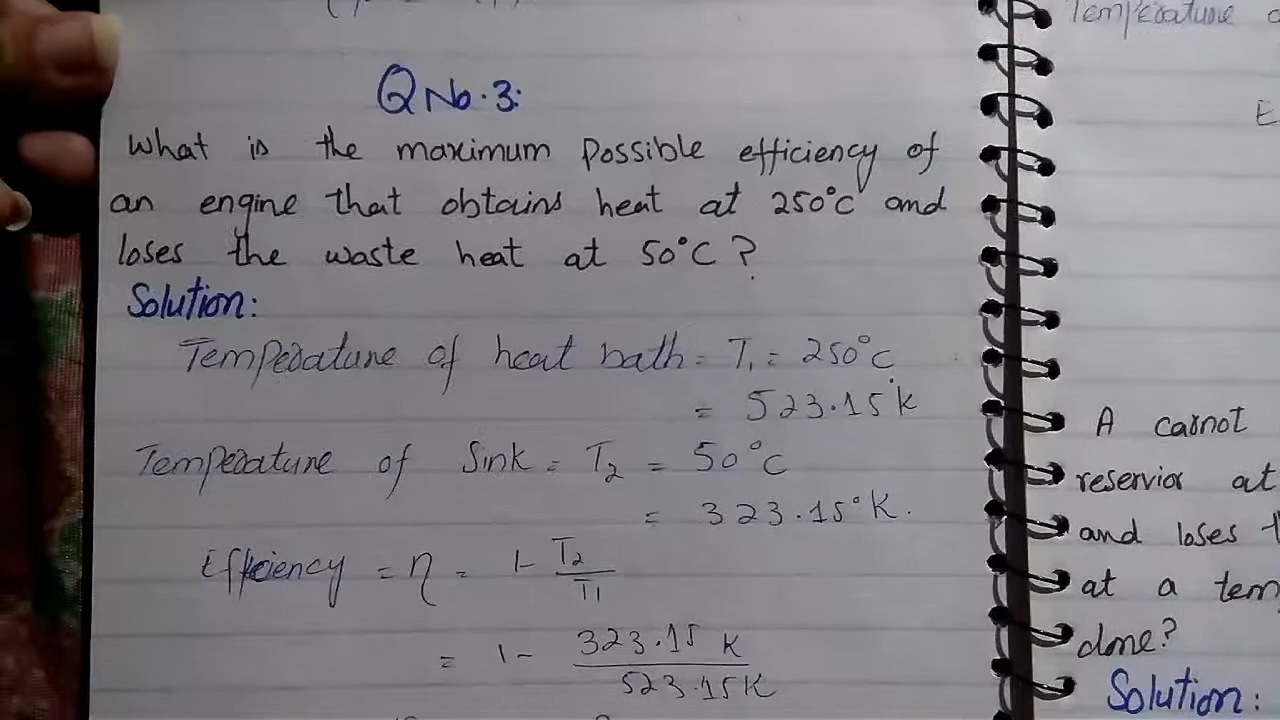 Q No. 3:
What is the maximum possible efficiency of
an engine that obtains heat at 250°C and
loses the waste heat at 50°C ?
Solution:
Temperature of heat bath = T₁ = 250°C
= 523.15°k
Temperature of Sink = T₂ = 50°C
= 323.15°K.
Efficiency = η = 1- T₂/T₁
= 1- 323.15 K/523.15K
Temperature
E
A carnot
reservior at
and loses
at a tem
done?
Solution: